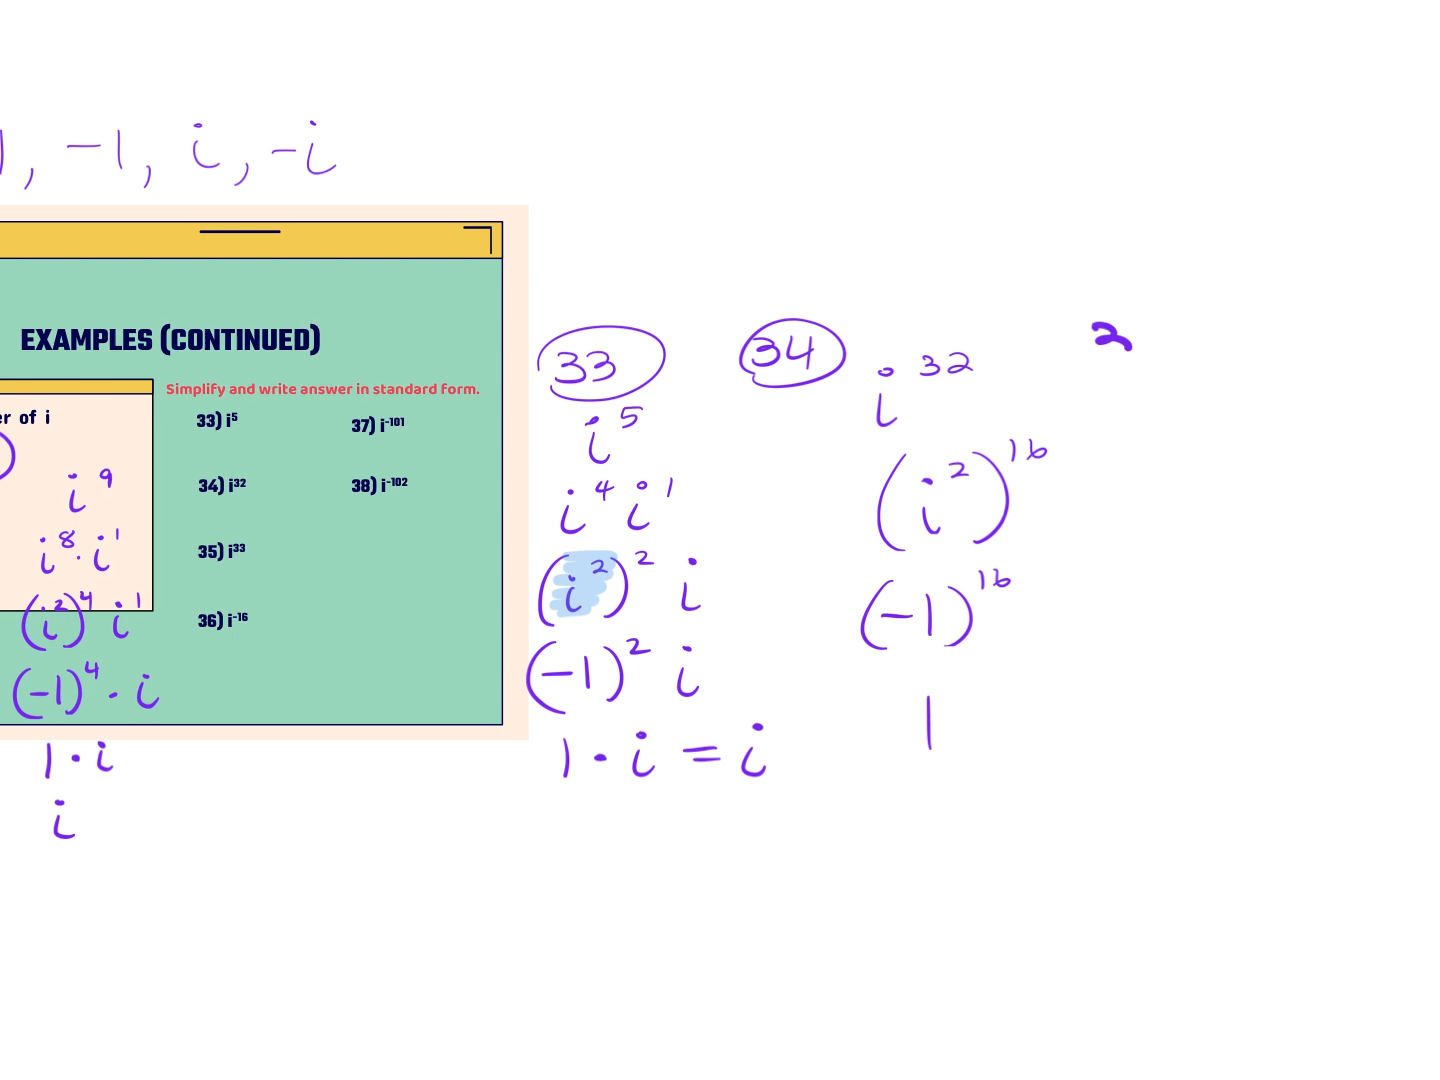 1, -1, i, -i
EXAMPLES (CONTINUED)
er of i
i⁹
i⁸ · i¹
(i²)⁴ i¹
(-1)⁴ · i
1 · i
i
Simplify and write answer in standard form.
33) i⁵
34) i³²
35) i³³
36) i⁻¹⁶
37) i⁻¹⁰¹
38) i⁻¹⁰²
33
i⁵
i⁴ i¹
(i²)² i
(-1)² i
1 · i = i
34
i³²
(i²)¹⁶
(-1)¹⁶
1
2